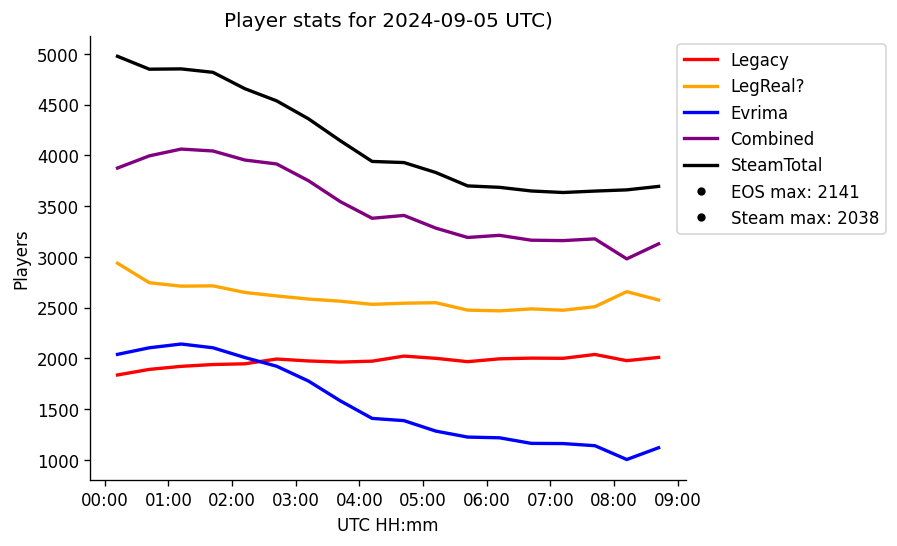 Player stats for 2024-09-05 UTC)
Legacy
LegReal?
Evrima
Combined
SteamTotal
EOS max: 2141
Steam max: 2038
Players
5000
4500
4000
3500
3000
2500
2000
1500
1000
00:00 01:00 02:00 03:00 04:00 05:00 06:00 07:00 08:00 09:00
UTC HH:mm